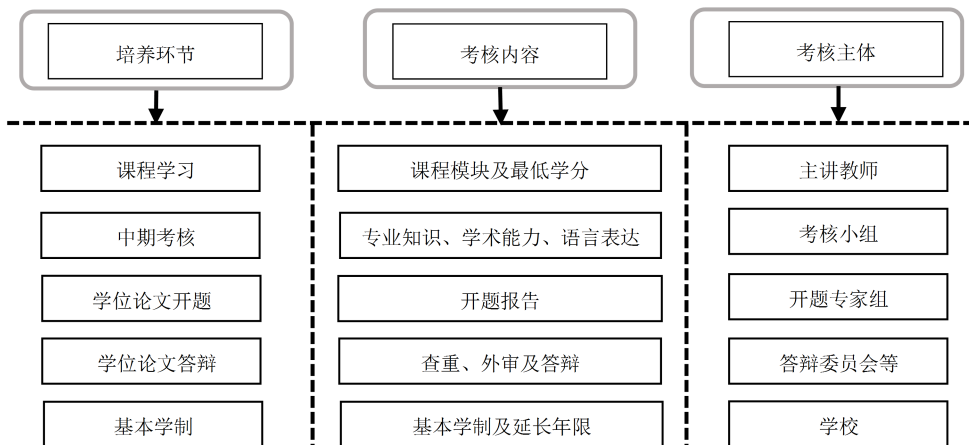 培养环节
考核内容
考核主体
课程学习
课程模块及最低学分
主讲教师
中期考核
专业知识、学术能力、语言表达
考核小组
学位论文开题
开题报告
开题专家组
学位论文答辩
查重、外审及答辩
答辩委员会等
基本学制
基本学制及延长年限
学校